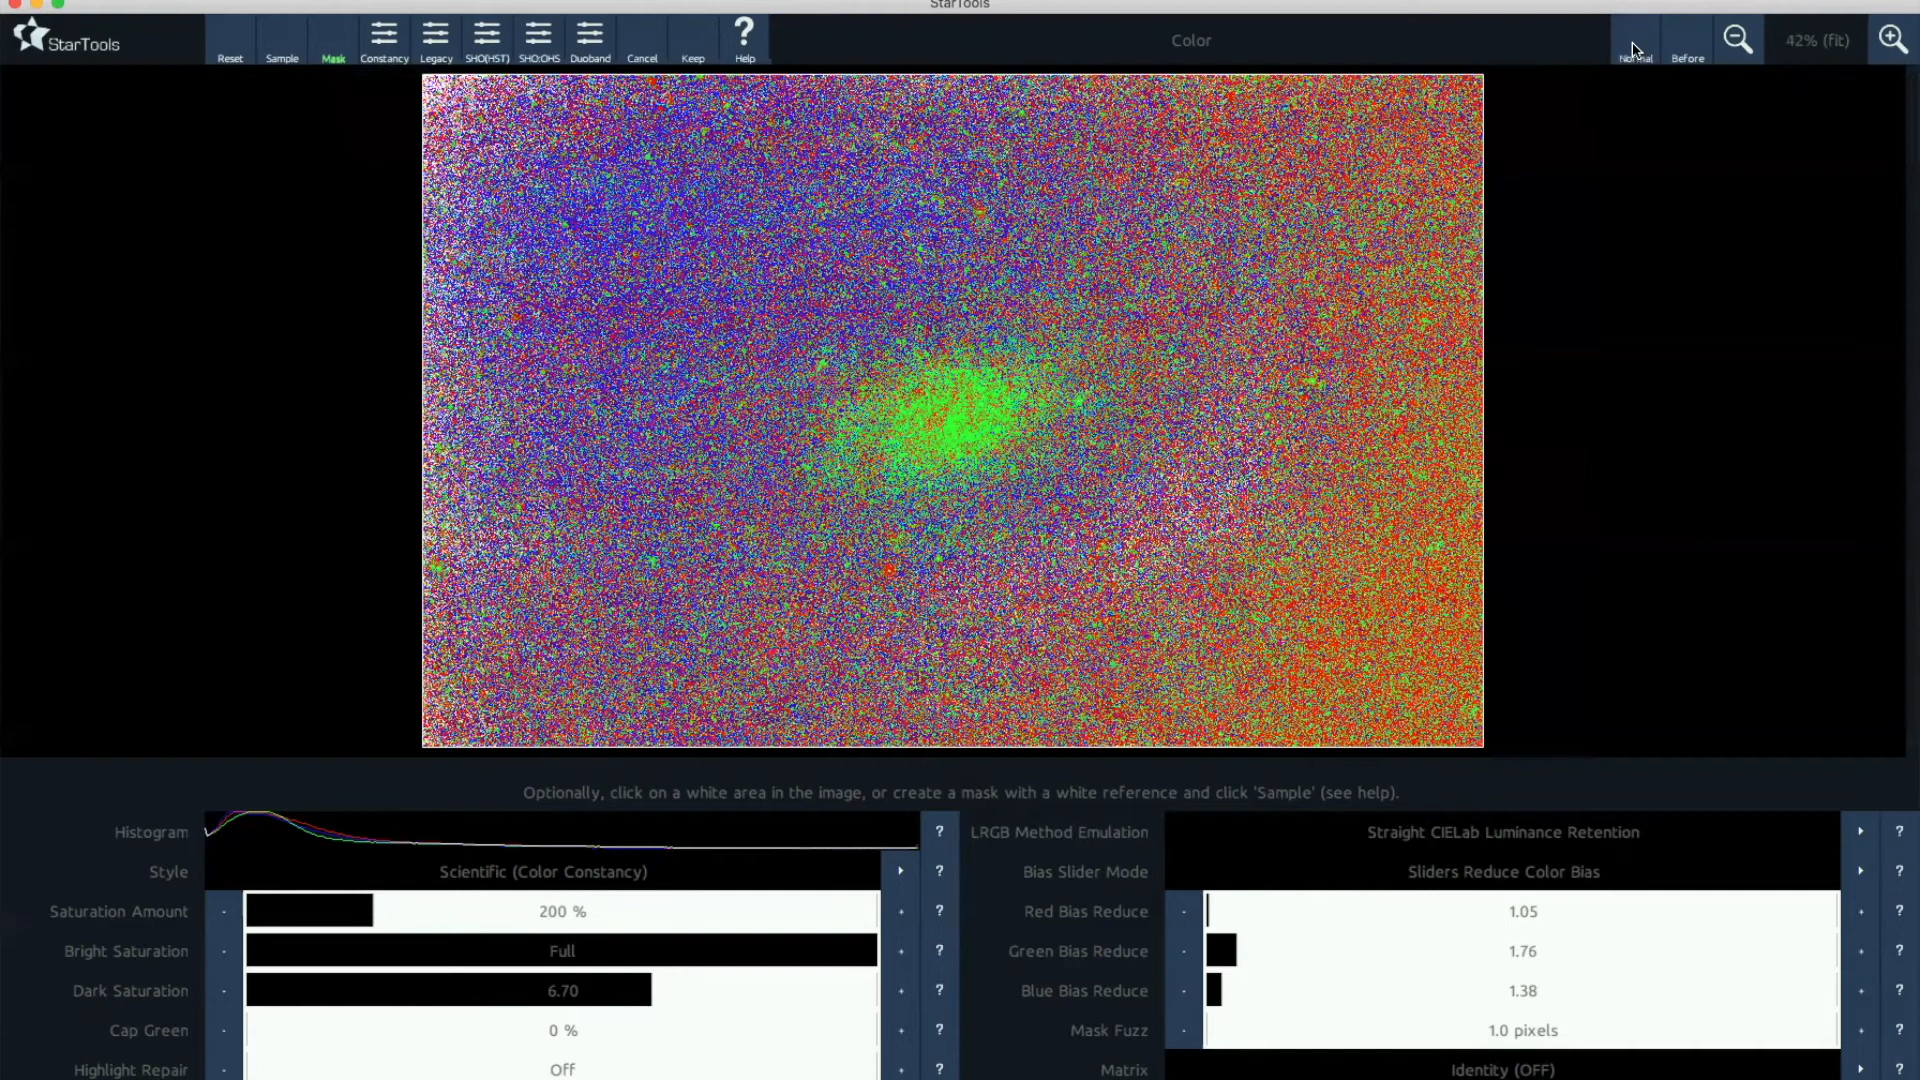 StarTools
StarTools
Reset
Sample
Mask
Constancy
Legacy
SHO(HST)
SHO:OHS
Duoband
Cancel
Keep
?
Help
Color
Normal
Before
42% (fit)
Optionally, click on a white area in the image, or create a mask with a white reference and click 'Sample' (see help).
Histogram ?
Style Scientific (Color Constancy) ?
Saturation Amount - 200 % + ?
Bright Saturation - Full + ?
Dark Saturation - 6.70 + ?
Cap Green - 0 % + ?
Highlight Repair - Off + ?
LRGB Method Emulation Straight CIELab Luminance Retention ?
Bias Slider Mode Sliders Reduce Color Bias ?
Red Bias Reduce - 1.05 + ?
Green Bias Reduce - 1.76 + ?
Blue Bias Reduce - 1.38 + ?
Mask Fuzz - 1.0 pixels + ?
Matrix Identity (OFF) ?